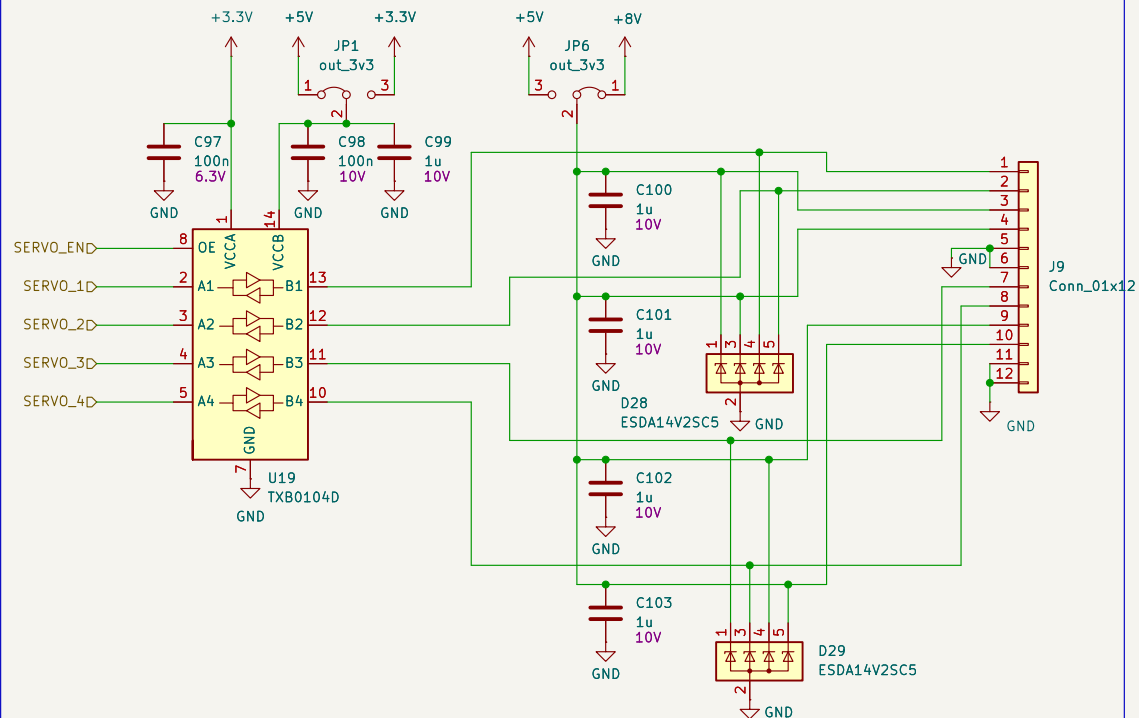 +3.3V +5V +3.3V +5V +8V
JP1 JP6
out_3v3 out_3v3
1 3 3 1
2 2
C97 C98 C99
100n 100n 1u
6.3V 10V 10V
GND GND GND
1 14
VCCA VCCB
SERVO_EN 8 OE
SERVO_1 2 A1 B1 13
SERVO_2 3 A2 B2 12
SERVO_3 4 A3 B3 11
SERVO_4 5 A4 B4 10
GND
7
U19
TXB0104D
GND
C100
1u
10V
GND
C101
1u
10V
GND
1 3 4 5
2
D28
ESDA14V2SC5
GND
C102
1u
10V
GND
C103
1u
10V
GND
1 3 4 5
2
D29
ESDA14V2SC5
GND
1
2
3
4
5
GND
6
7
8
9
10
11
12
J9
Conn_01x12
GND